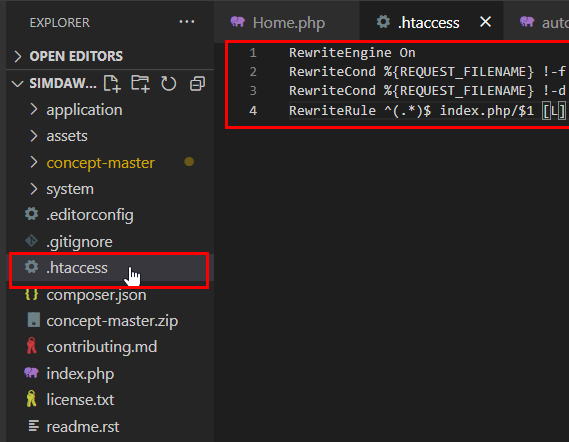 EXPLORER
Home.php
.htaccess
auto
OPEN EDITORS
SIMDAW...
application
assets
concept-master
system
.editorconfig
.gitignore
.htaccess
composer.json
concept-master.zip
contributing.md
index.php
license.txt
readme.rst
1 RewriteEngine On
2 RewriteCond %{REQUEST_FILENAME} !-f
3 RewriteCond %{REQUEST_FILENAME} !-d
4 RewriteRule ^(.*)$ index.php/$1 [L]